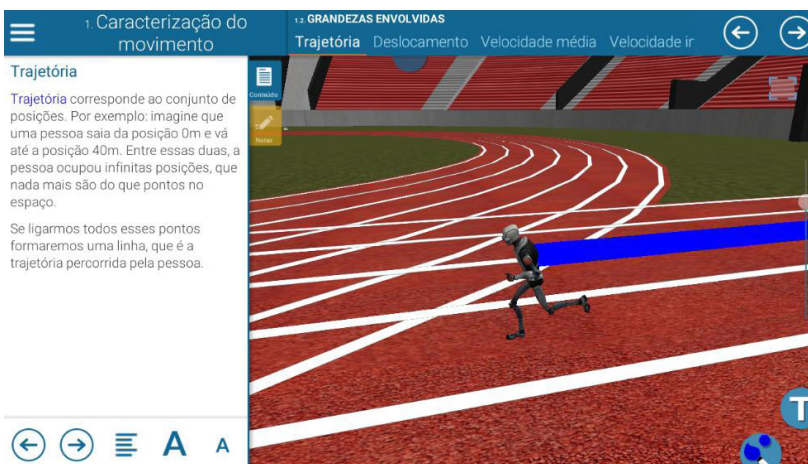 1. Caracterização do
movimento
1.2. GRANDEZAS ENVOLVIDAS
Trajetória Deslocamento Velocidade média Velocidade ir
Trajetória
Trajetória corresponde ao conjunto de
posições. Por exemplo: imagine que
uma pessoa saia da posição 0m e vá
até a posição 40m. Entre essas duas, a
pessoa ocupou infinitas posições, que
nada mais são do que pontos no
espaço.
Se ligarmos todos esses pontos
formaremos uma linha, que é a
trajetória percorrida pela pessoa.
Conteúdo
Notas
A A
T